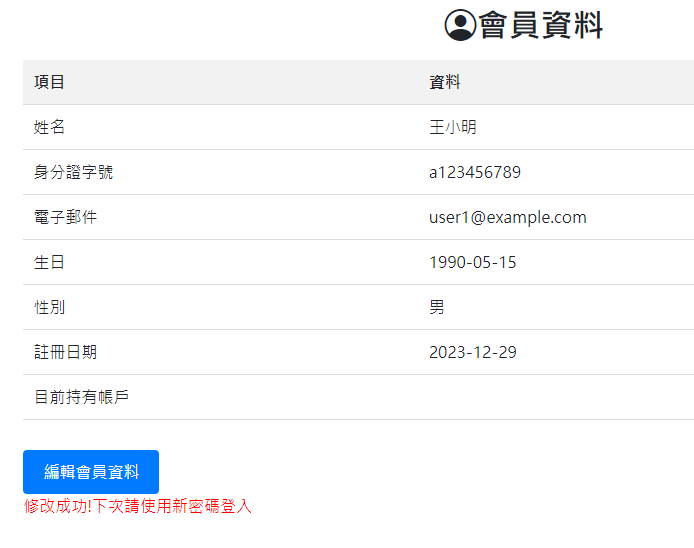 會員資料
項目 資料
姓名 王小明
身分證字號 a123456789
電子郵件 user1@example.com
生日 1990-05-15
性別 男
註冊日期 2023-12-29
目前持有帳戶
編輯會員資料
修改成功!下次請使用新密碼登入